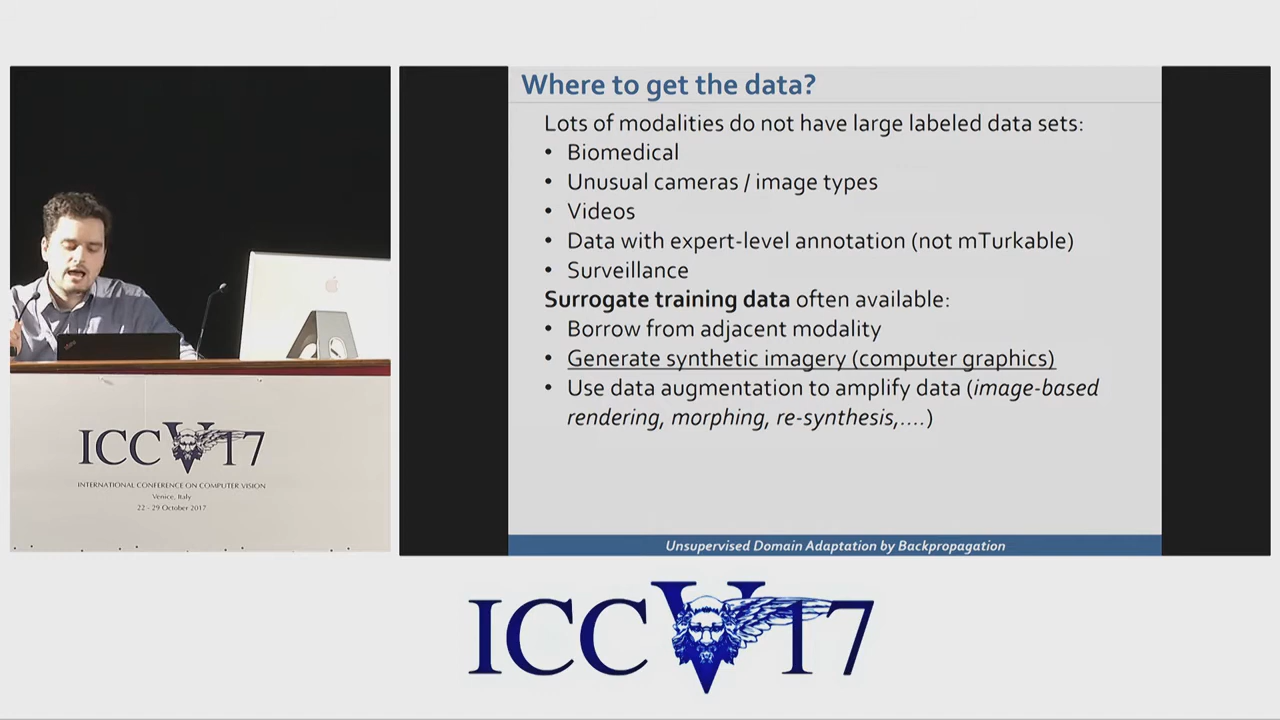 Where to get the data?
Lots of modalities do not have large labeled data sets:
• Biomedical
• Unusual cameras / image types
• Videos
• Data with expert-level annotation (not mTurkable)
• Surveillance
Surrogate training data often available:
• Borrow from adjacent modality
• Generate synthetic imagery (computer graphics)
• Use data augmentation to amplify data (image-based
rendering, morphing, re-synthesis,....)
Unsupervised Domain Adaptation by Backpropagation
ICCV17
INTERNATIONAL CONFERENCE ON COMPUTER VISION
Venice, Italy
22 - 29 October 2017
ICCV17